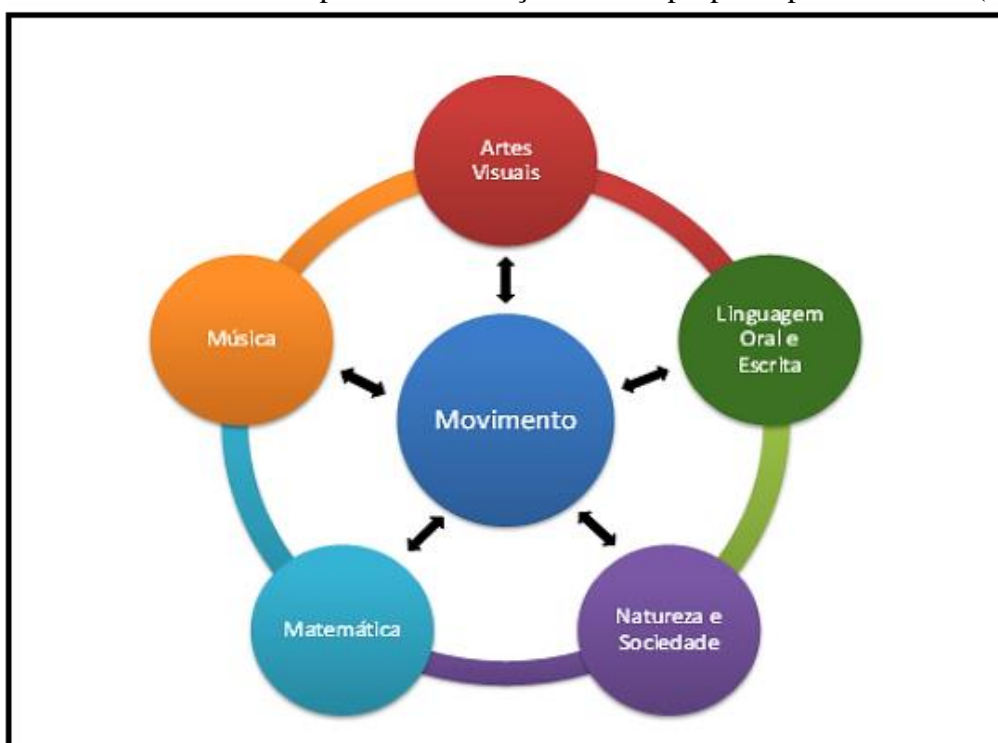 Artes
Visuais
Linguagem
Oral e
Escrita
Música
Movimento
Matemática
Natureza e
Sociedade